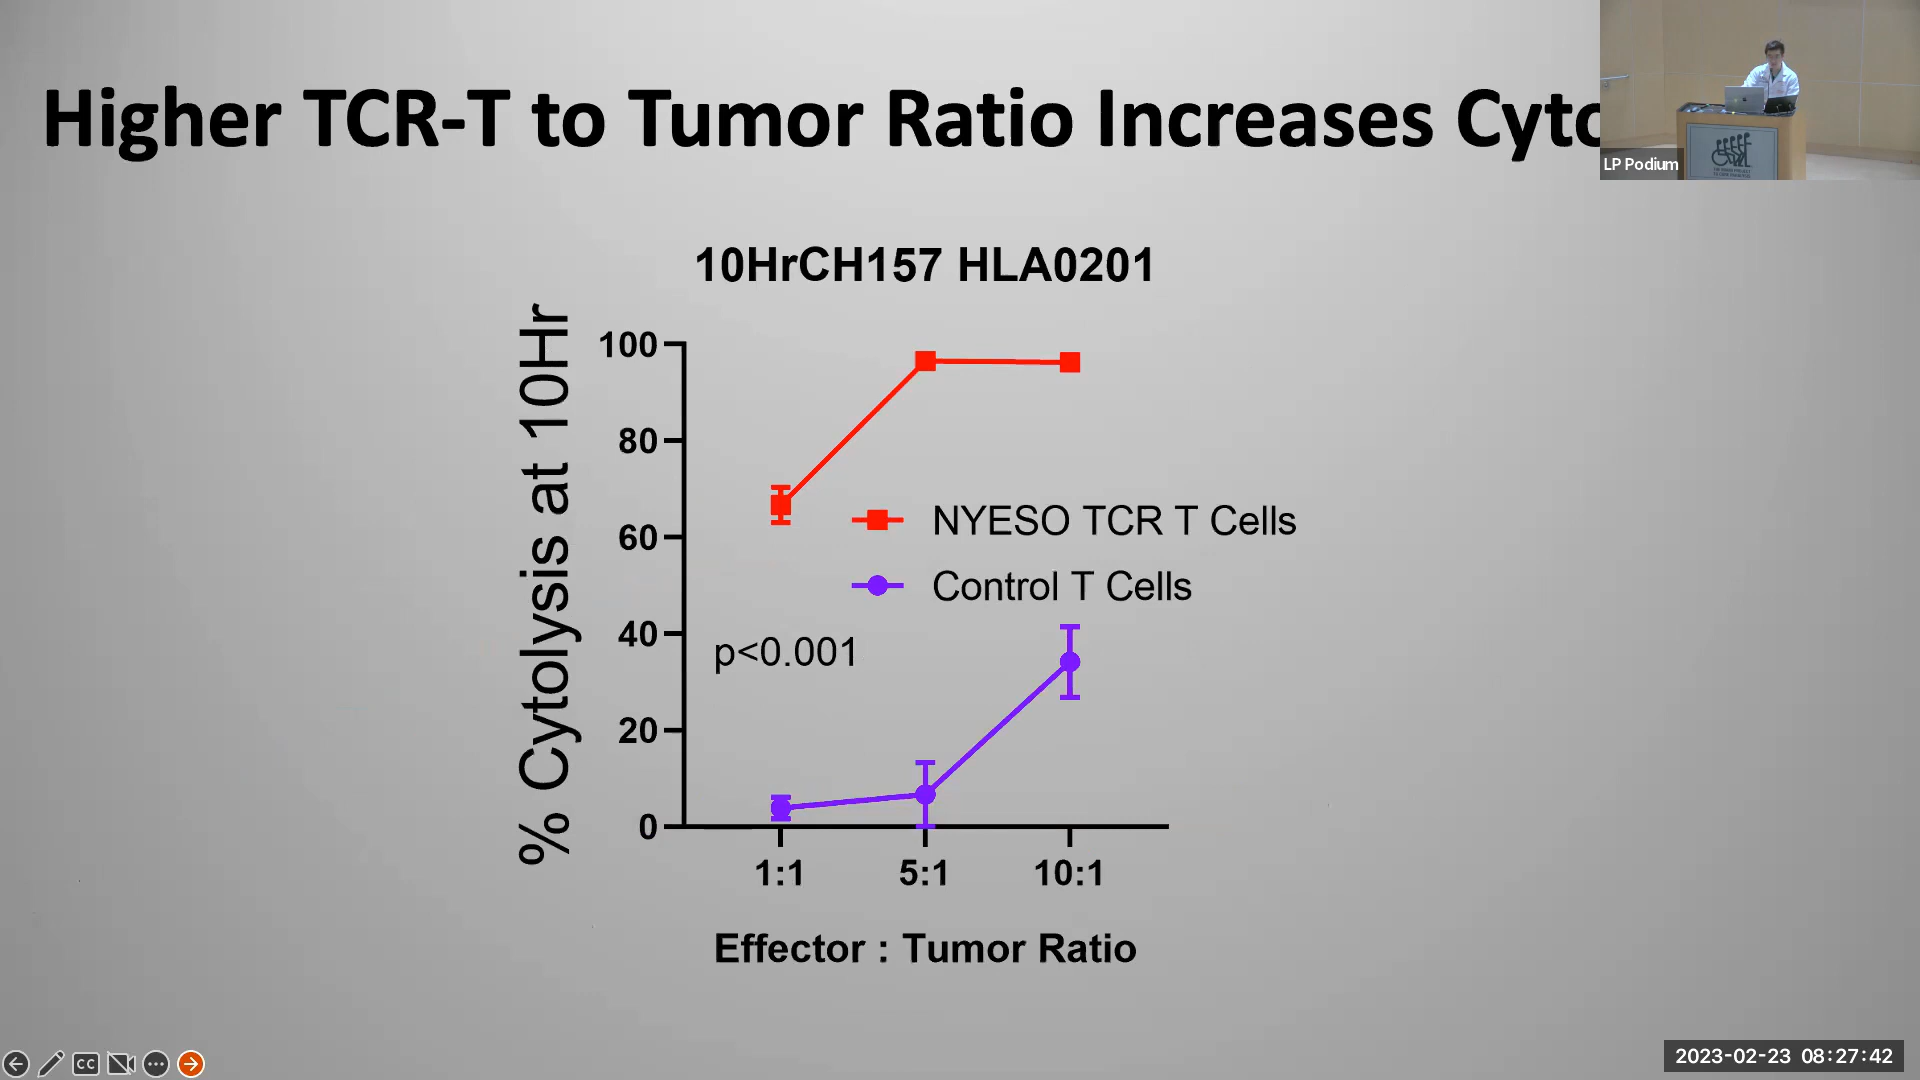 Higher TCR-T to Tumor Ratio Increases Cyto
LP Podium
10HrCH157 HLA0201
% Cytolysis at 10Hr
100
80
60
40
20
0
NYESO TCR T Cells
Control T Cells
p<0.001
1:1
5:1
10:1
Effector : Tumor Ratio
CC
2023-02-23 08:27:42